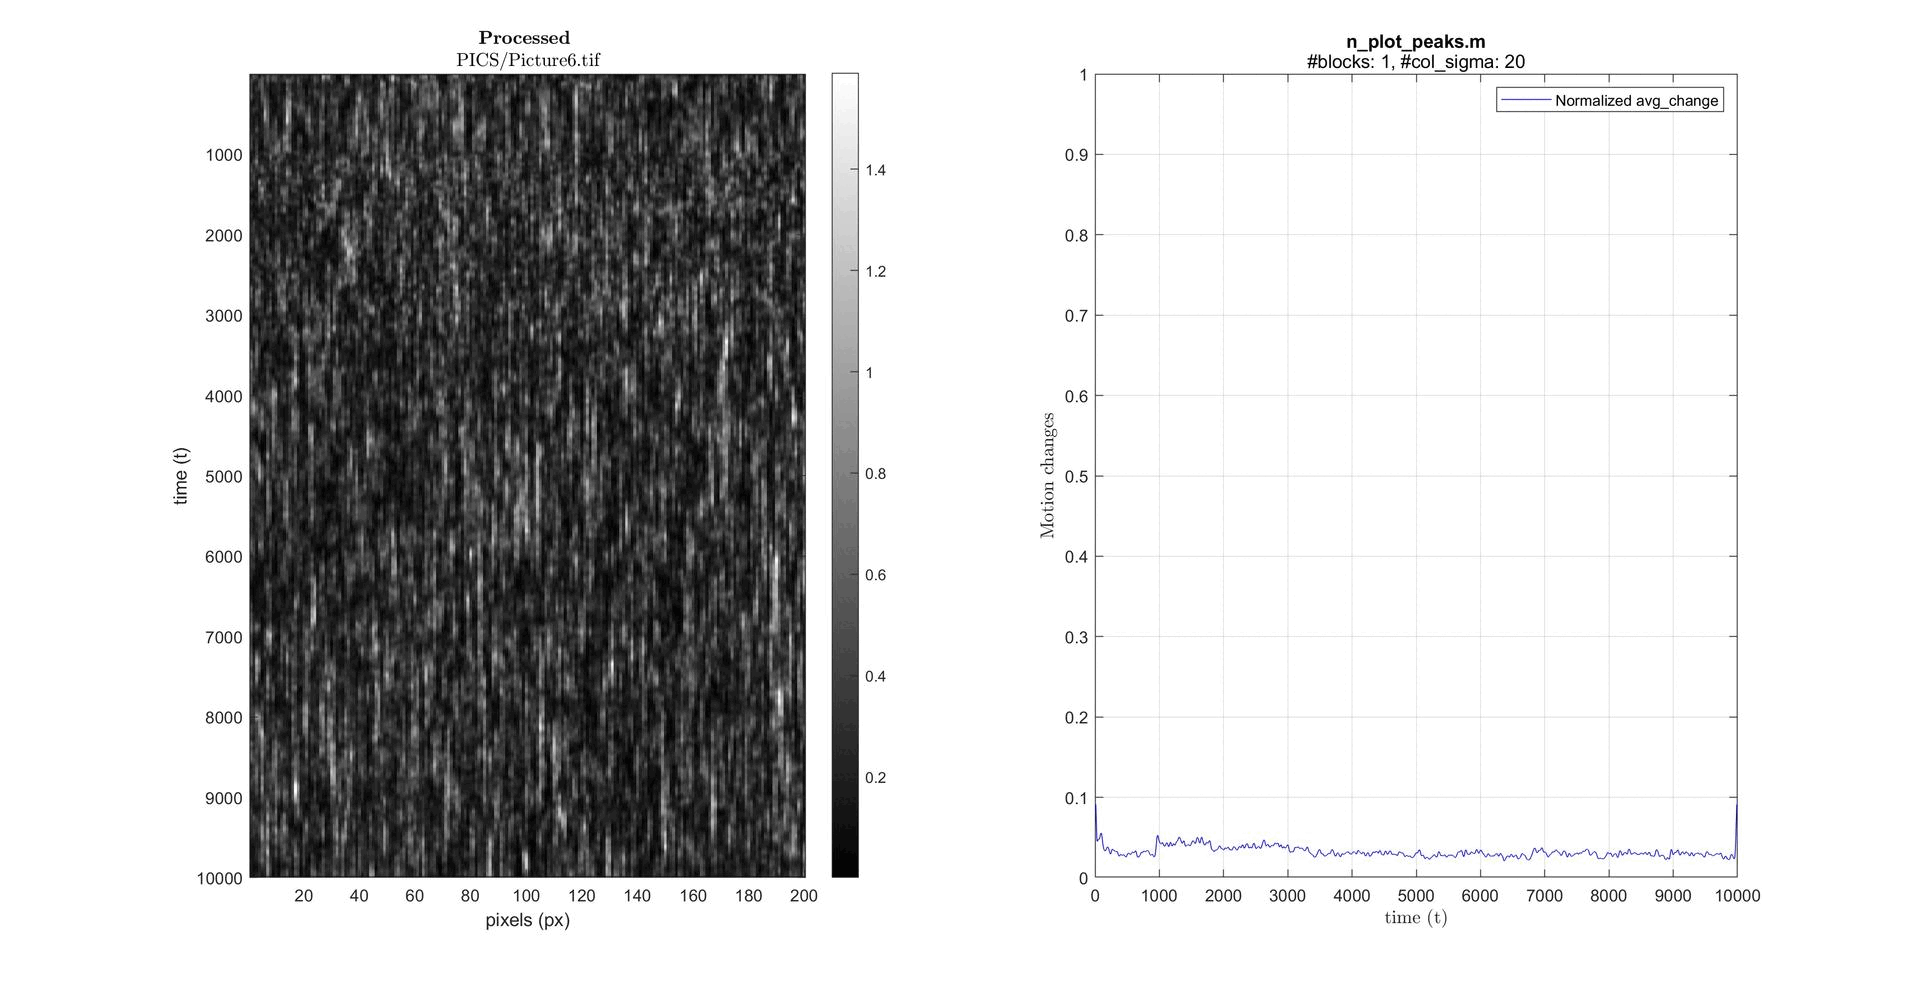 Processed
PICS/Picture6.tif
1000
2000
3000
4000
5000
6000
7000
8000
9000
10000
time (t)
20 40 60 80 100 120 140 160 180 200
pixels (px)
1.4
1.2
1
0.8
0.6
0.4
0.2
n_plot_peaks.m
#blocks: 1, #col_sigma: 20
Normalized avg_change
1
0.9
0.8
0.7
0.6
0.5
0.4
0.3
0.2
0.1
0
Motion changes
0 1000 2000 3000 4000 5000 6000 7000 8000 9000 10000
time (t)